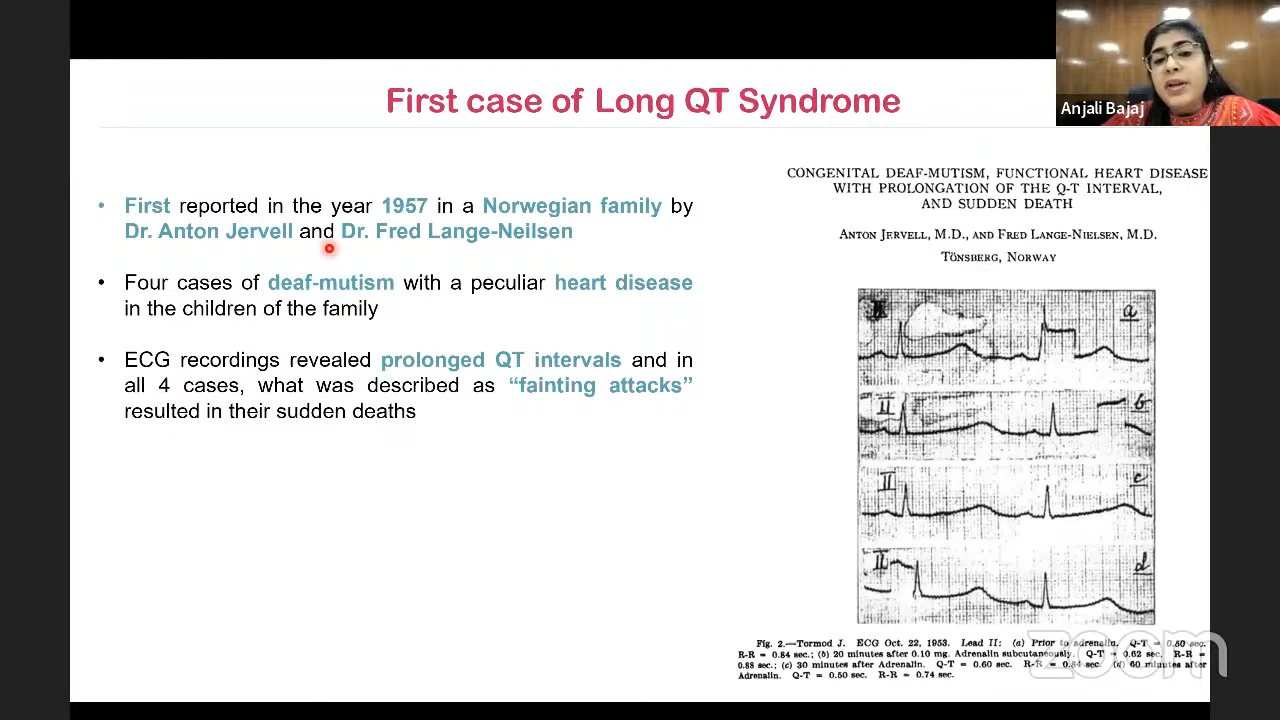 First case of Long QT Syndrome
Anjali Bajaj
• First reported in the year 1957 in a Norwegian family by
Dr. Anton Jervell and Dr. Fred Lange-Neilsen
• Four cases of deaf-mutism with a peculiar heart disease
in the children of the family
• ECG recordings revealed prolonged QT intervals and in
all 4 cases, what was described as “fainting attacks”
resulted in their sudden deaths
CONGENITAL DEAF-MUTISM, FUNCTIONAL HEART DISEASE
WITH PROLONGATION OF THE Q-T INTERVAL,
AND SUDDEN DEATH
ANTON JERVELL, M.D., AND FRED LANGE-NIELSEN, M.D.
TÖNSBERG, NORWAY
a
II b
II c
II d
Fig. 2.—Tormod J. ECG Oct. 22, 1953. Lead II: (a) Prior to adrenalin. Q-T = 0.50 sec.
R-R = 0.84 sec.; (b) 20 minutes after 0.10 mg. Adrenalin subcutaneously. Q-T = 0.62 sec. R-R =
0.88 sec.; (c) 30 minutes after Adrenalin. Q-T = 0.60 sec. R-R = 0.84 sec. (d) 60 minutes after
Adrenalin. Q-T = 0.50 sec. R-R = 0.74 sec.
zoom